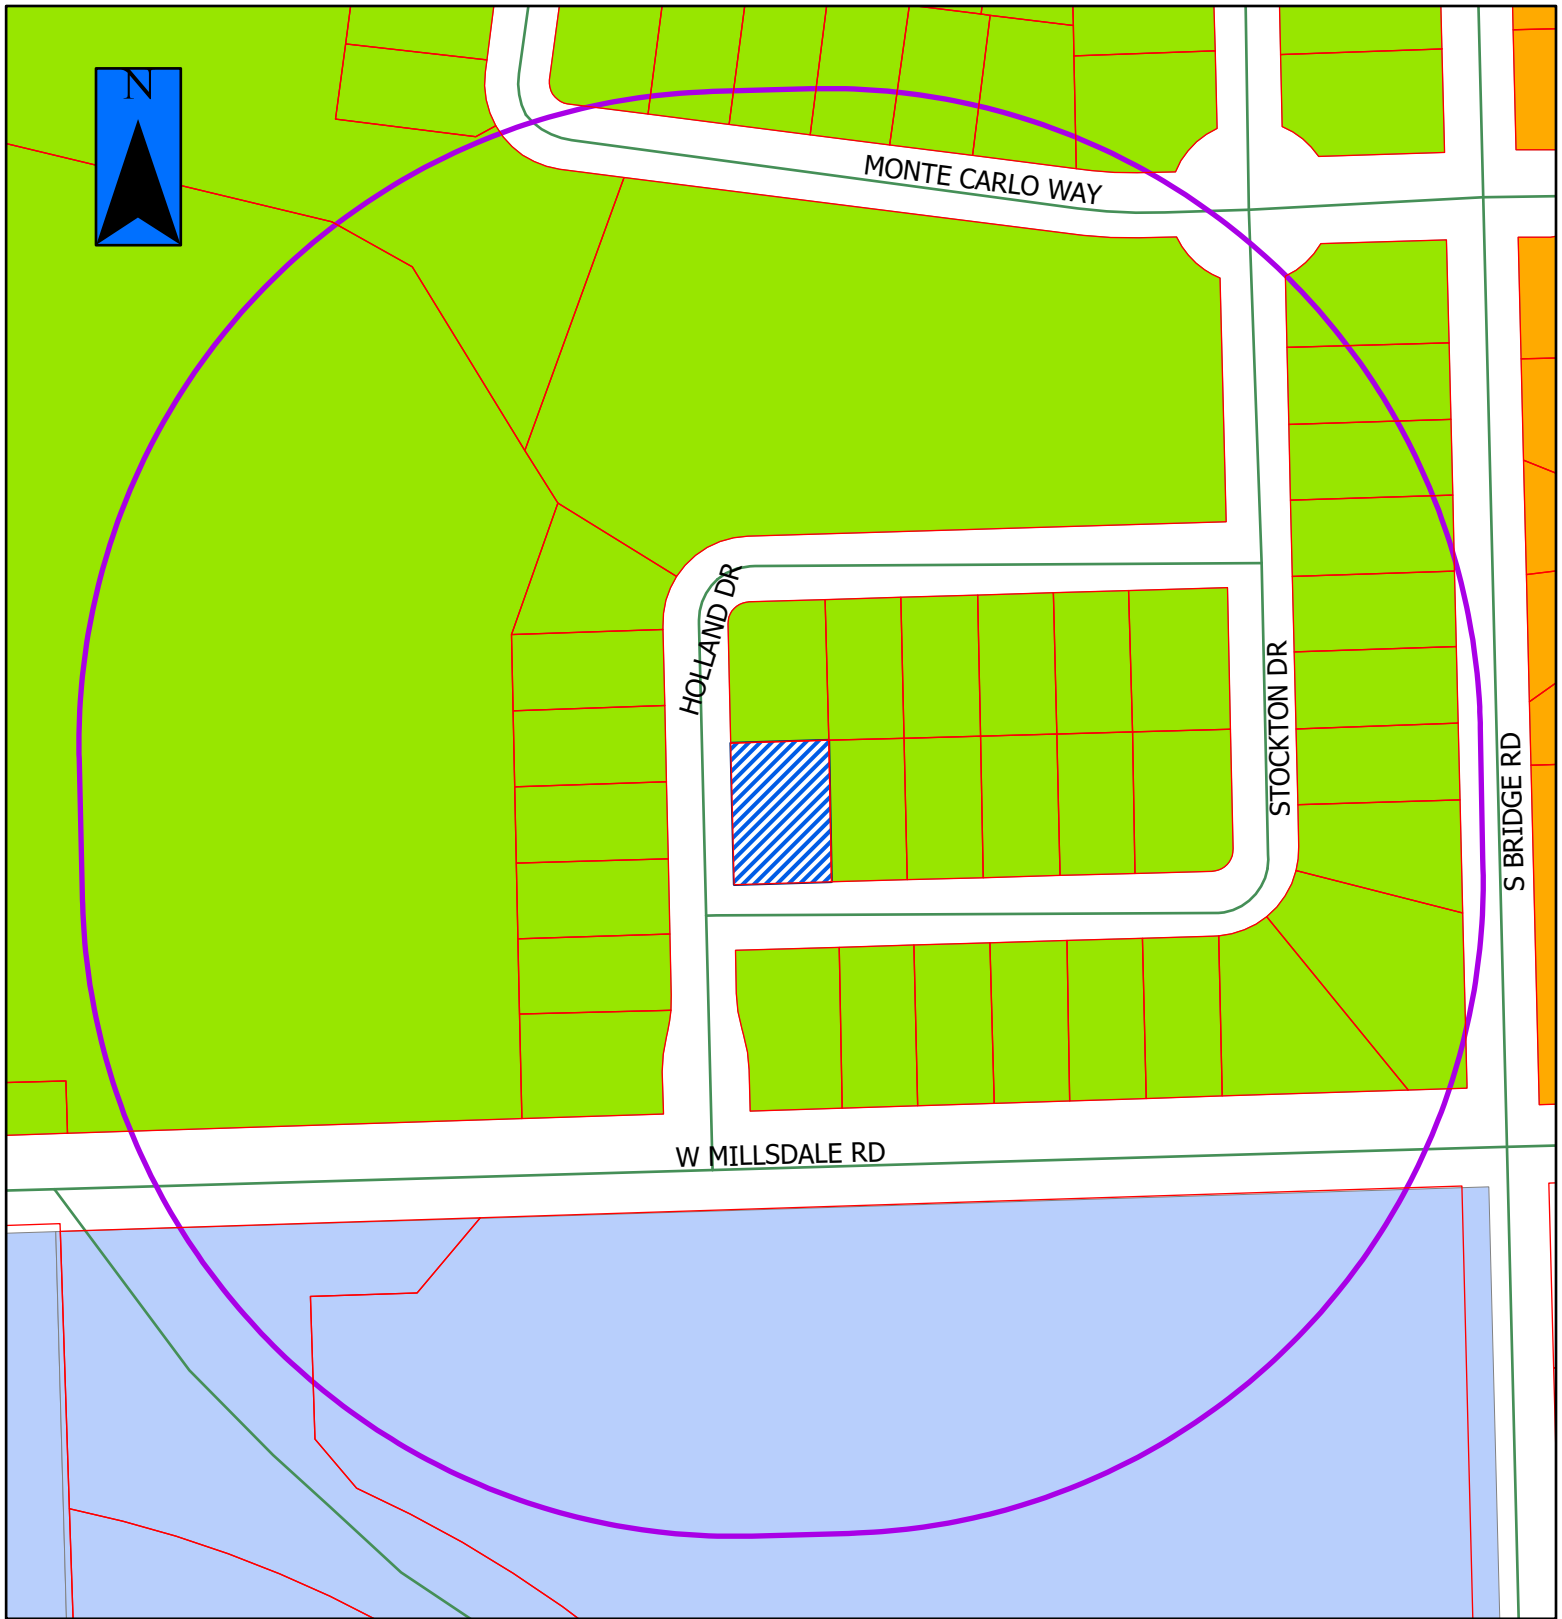 N
MONTE CARLO WAY
HOLLAND DR
STOCKTON DR
S BRIDGE RD
W MILLSDALE RD